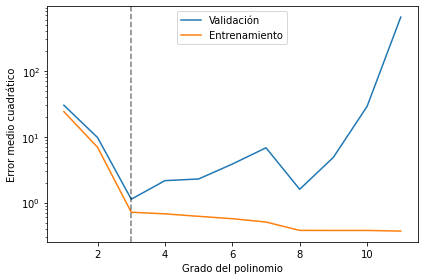 Validación
Entrenamiento
Error medio cuadrático
10²
10¹
10⁰
2
4
6
8
10
Grado del polinomio